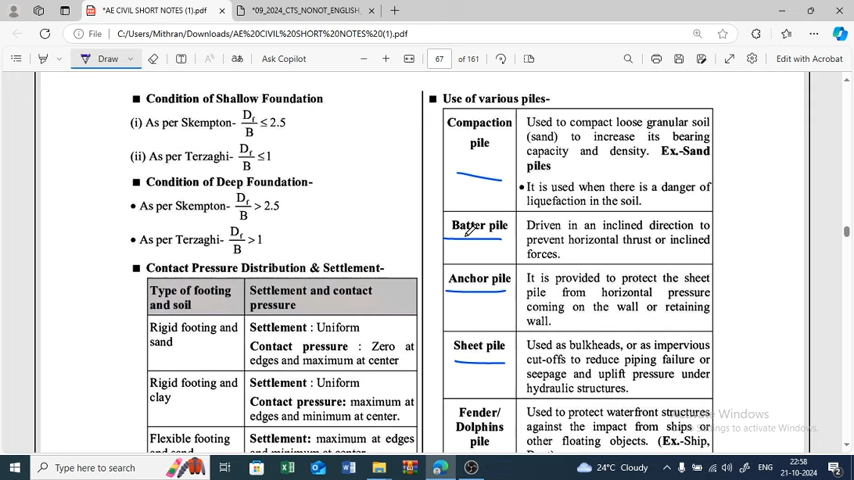 *AE CIVIL SHORT NOTES (1).pdf
*09_2024_CTS_NONOT_ENGLISH_
File
C:/Users/Mithran/Downloads/AE%20CIVIL%20SHORT%20NOTES%20(1).pdf
Draw
Ask Copilot
67
of 161
Edit with Acrobat
Condition of Shallow Foundation
(i) As per Skempton- Df/B ≤ 2.5
(ii) As per Terzaghi- Df/B ≤ 1
Condition of Deep Foundation-
• As per Skempton- Df/B > 2.5
• As per Terzaghi- Df/B > 1
Contact Pressure Distribution & Settlement-
Type of footing and soil
Settlement and contact pressure
Rigid footing and sand
Settlement : Uniform
Contact pressure : Zero at
edges and maximum at center
Rigid footing and clay
Settlement : Uniform
Contact pressure: maximum at
edges and minimum at center.
Flexible footing
Settlement: maximum at edges
Use of various piles-
Compaction pile
Used to compact loose granular soil
(sand) to increase its bearing
capacity and density. Ex.-Sand
piles
• It is used when there is a danger of
liquefaction in the soil.
Batter pile
Driven in an inclined direction to
prevent horizontal thrust or inclined
forces.
Anchor pile
It is provided to protect the sheet
pile from horizontal pressure
coming on the wall or retaining
wall.
Sheet pile
Used as bulkheads, or as impervious
cut-offs to reduce piping failure or
seepage and uplift pressure under
hydraulic structures.
Fender/
Dolphins
pile
Used to protect waterfront structures
against the impact from ships or
other floating objects. (Ex.-Ship,
Activate Windows
Settings to activate Windows.
Type here to search
24°C Cloudy
ENG
22:58
21-10-2024